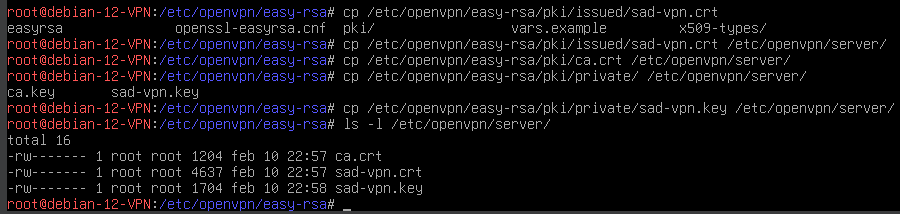 root@debian-12-VPN:/etc/openvpn/easy-rsa# cp /etc/openvpn/easy-rsa/pki/issued/sad-vpn.crt
easyrsa openssl-easyrsa.cnf pki/ vars.example x509-types/
root@debian-12-VPN:/etc/openvpn/easy-rsa# cp /etc/openvpn/easy-rsa/pki/issued/sad-vpn.crt /etc/openvpn/server/
root@debian-12-VPN:/etc/openvpn/easy-rsa# cp /etc/openvpn/easy-rsa/pki/ca.crt /etc/openvpn/server/
root@debian-12-VPN:/etc/openvpn/easy-rsa# cp /etc/openvpn/easy-rsa/pki/private/ /etc/openvpn/server/
ca.key sad-vpn.key
root@debian-12-VPN:/etc/openvpn/easy-rsa# cp /etc/openvpn/easy-rsa/pki/private/sad-vpn.key /etc/openvpn/server/
root@debian-12-VPN:/etc/openvpn/easy-rsa# ls -l /etc/openvpn/server/
total 16
-rw------- 1 root root 1204 feb 10 22:57 ca.crt
-rw------- 1 root root 4637 feb 10 22:57 sad-vpn.crt
-rw------- 1 root root 1704 feb 10 22:58 sad-vpn.key
root@debian-12-VPN:/etc/openvpn/easy-rsa# _